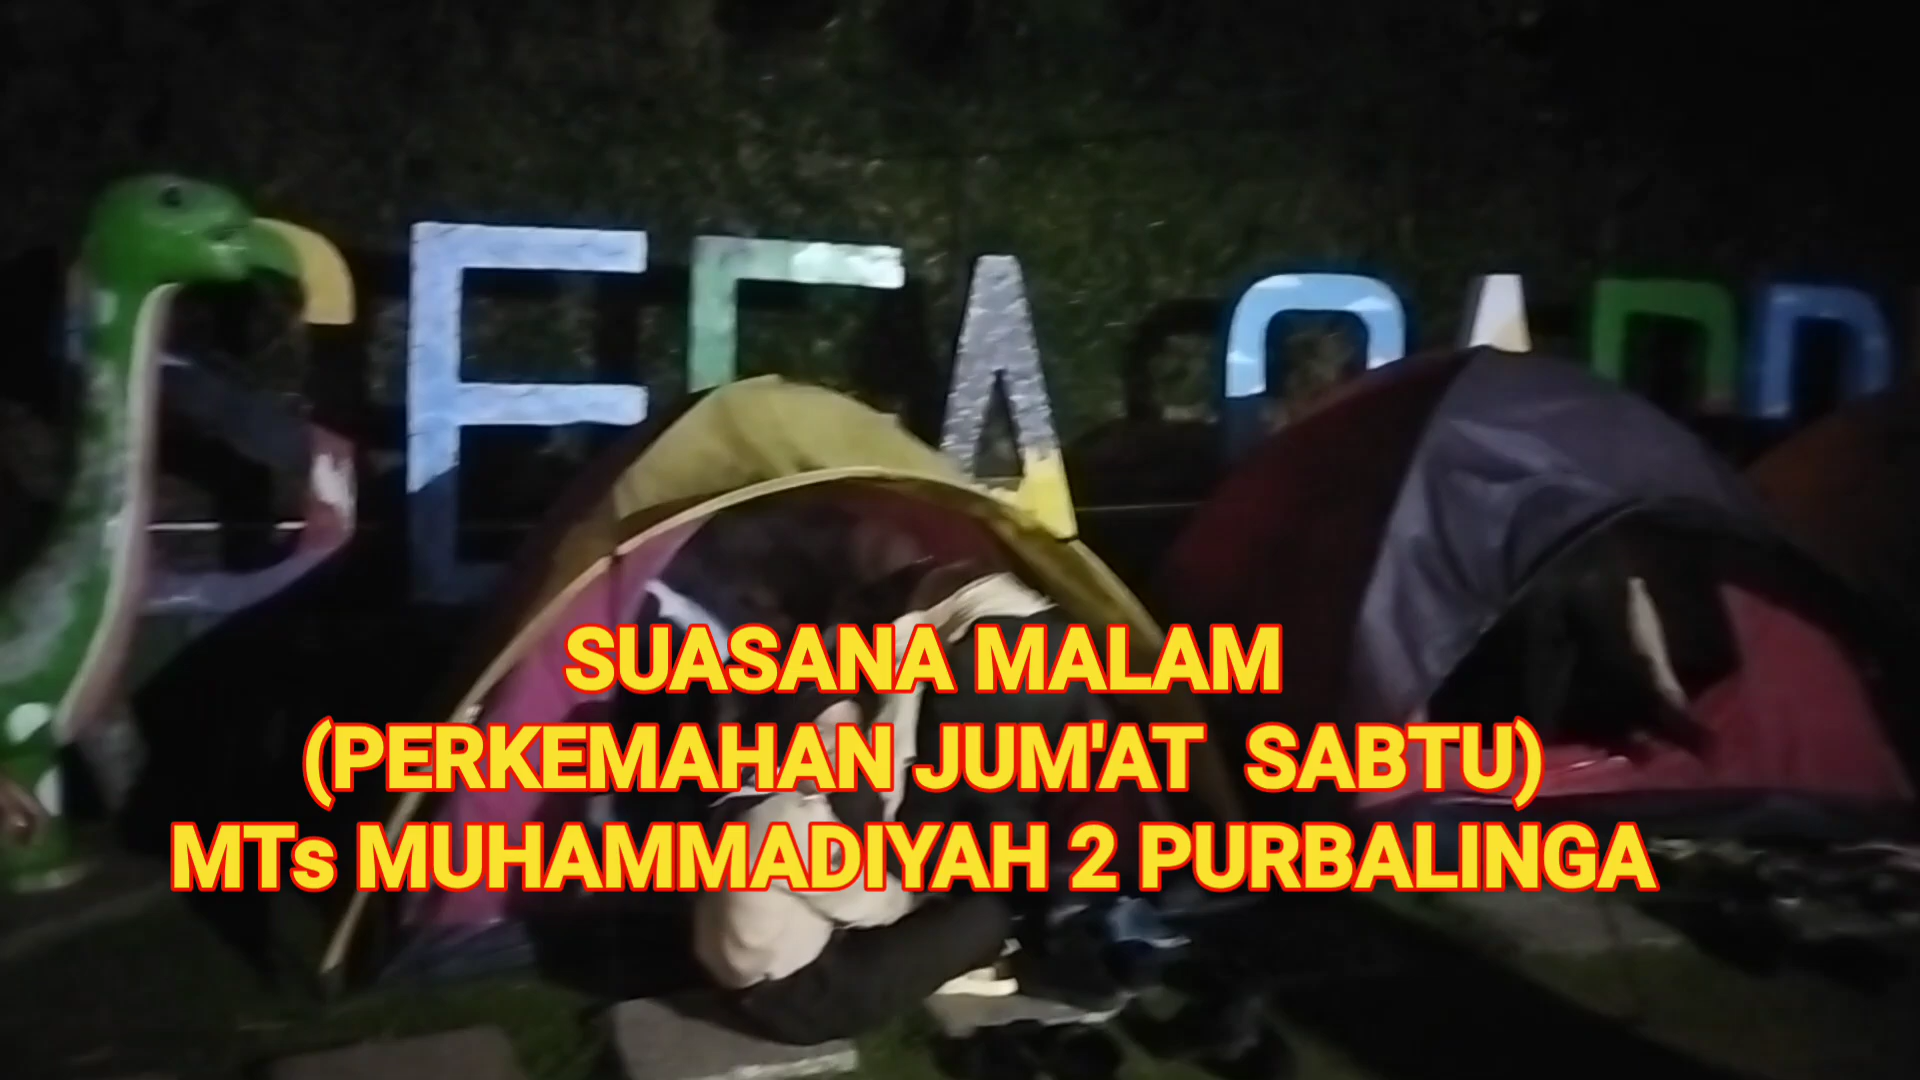 SUASANA MALAM
(PERKEMAHAN JUM'AT SABTU)
MTs MUHAMMADIYAH 2 PURBALINGA